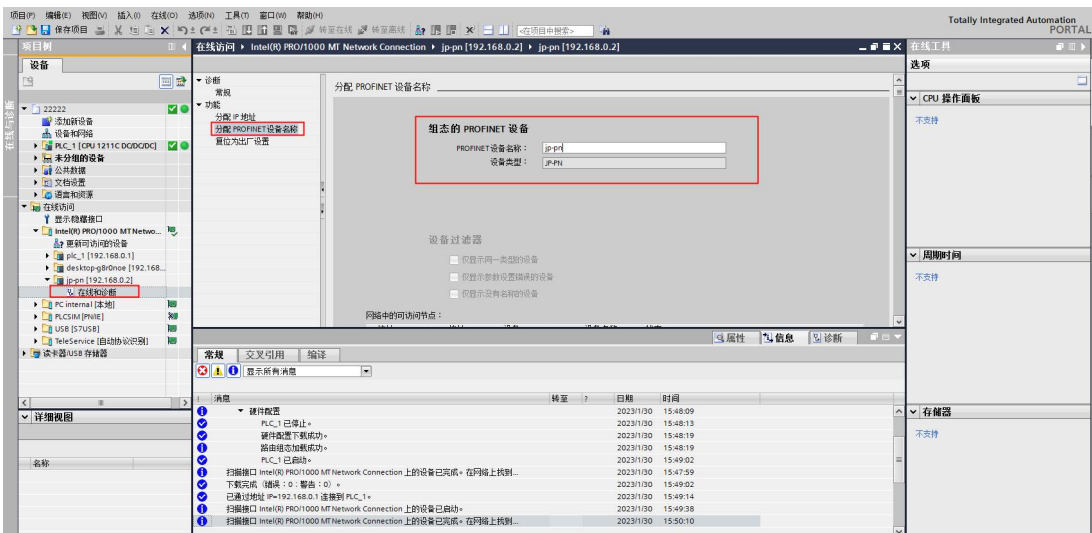 项目(P) 编辑(E) 视图(V) 插入(I) 在线(O) 选项(N) 工具(T) 窗口(W) 帮助(H)
Totally Integrated Automation
PORTAL
保存项目 转至在线 转至离线 <在项目中搜索>
项目树
在线访问 ▸ Intel(R) PRO/1000 MT Network Connection ▸ jp-pn [192.168.0.2] ▸ jp-pn [192.168.0.2]
在线工具
设备
选项
在线与诊断
22222
添加新设备
设备和网络
PLC_1 [CPU 1211C DC/DC/DC]
未分组的设备
公共数据
文档设置
语言和资源
在线访问
显示/隐藏接口
Intel(R) PRO/1000 MT Netwo...
更新可访问的设备
plc_1 [192.168.0.1]
desktop-g8r0noe [192.168...
jp-pn [192.168.0.2]
在线和诊断
PC internal [本地]
PLCSIM [PN/IE]
USB [S7USB]
TeleService [自动协议识别]
读卡器/USB 存储器
详细视图
名称
诊断
常规
功能
分配 IP 地址
分配 PROFINET 设备名称
复位为出厂设置
分配 PROFINET 设备名称
组态的 PROFINET 设备
PROFINET 设备名称: jp-pn
设备类型: JP-PN
设备过滤器
仅显示同一类型的设备
仅显示参数设置错误的设备
仅显示没有名称的设备
网络中的可访问节点:
CPU 操作面板
不支持
周期时间
不支持
存储器
不支持
属性 信息 诊断
常规 交叉引用 编译
显示所有消息
! 消息 转至 ? 日期 时间
硬件配置 2023/1/30 15:48:09
PLC_1 已停止。 2023/1/30 15:48:13
硬件配置下载成功。 2023/1/30 15:48:19
路由组态加载成功。 2023/1/30 15:48:19
PLC_1 已启动。 2023/1/30 15:49:02
扫描接口 Intel(R) PRO/1000 MT Network Connection 上的设备已完成。在网络上找到... 2023/1/30 15:47:59
下载完成(错误:0;警告:0)。 2023/1/30 15:49:02
已通过地址 IP=192.168.0.1 连接到 PLC_1。 2023/1/30 15:49:14
扫描接口 Intel(R) PRO/1000 MT Network Connection 上的设备已启动。 2023/1/30 15:49:38
扫描接口 Intel(R) PRO/1000 MT Network Connection 上的设备已完成。在网络上找到... 2023/1/30 15:50:10